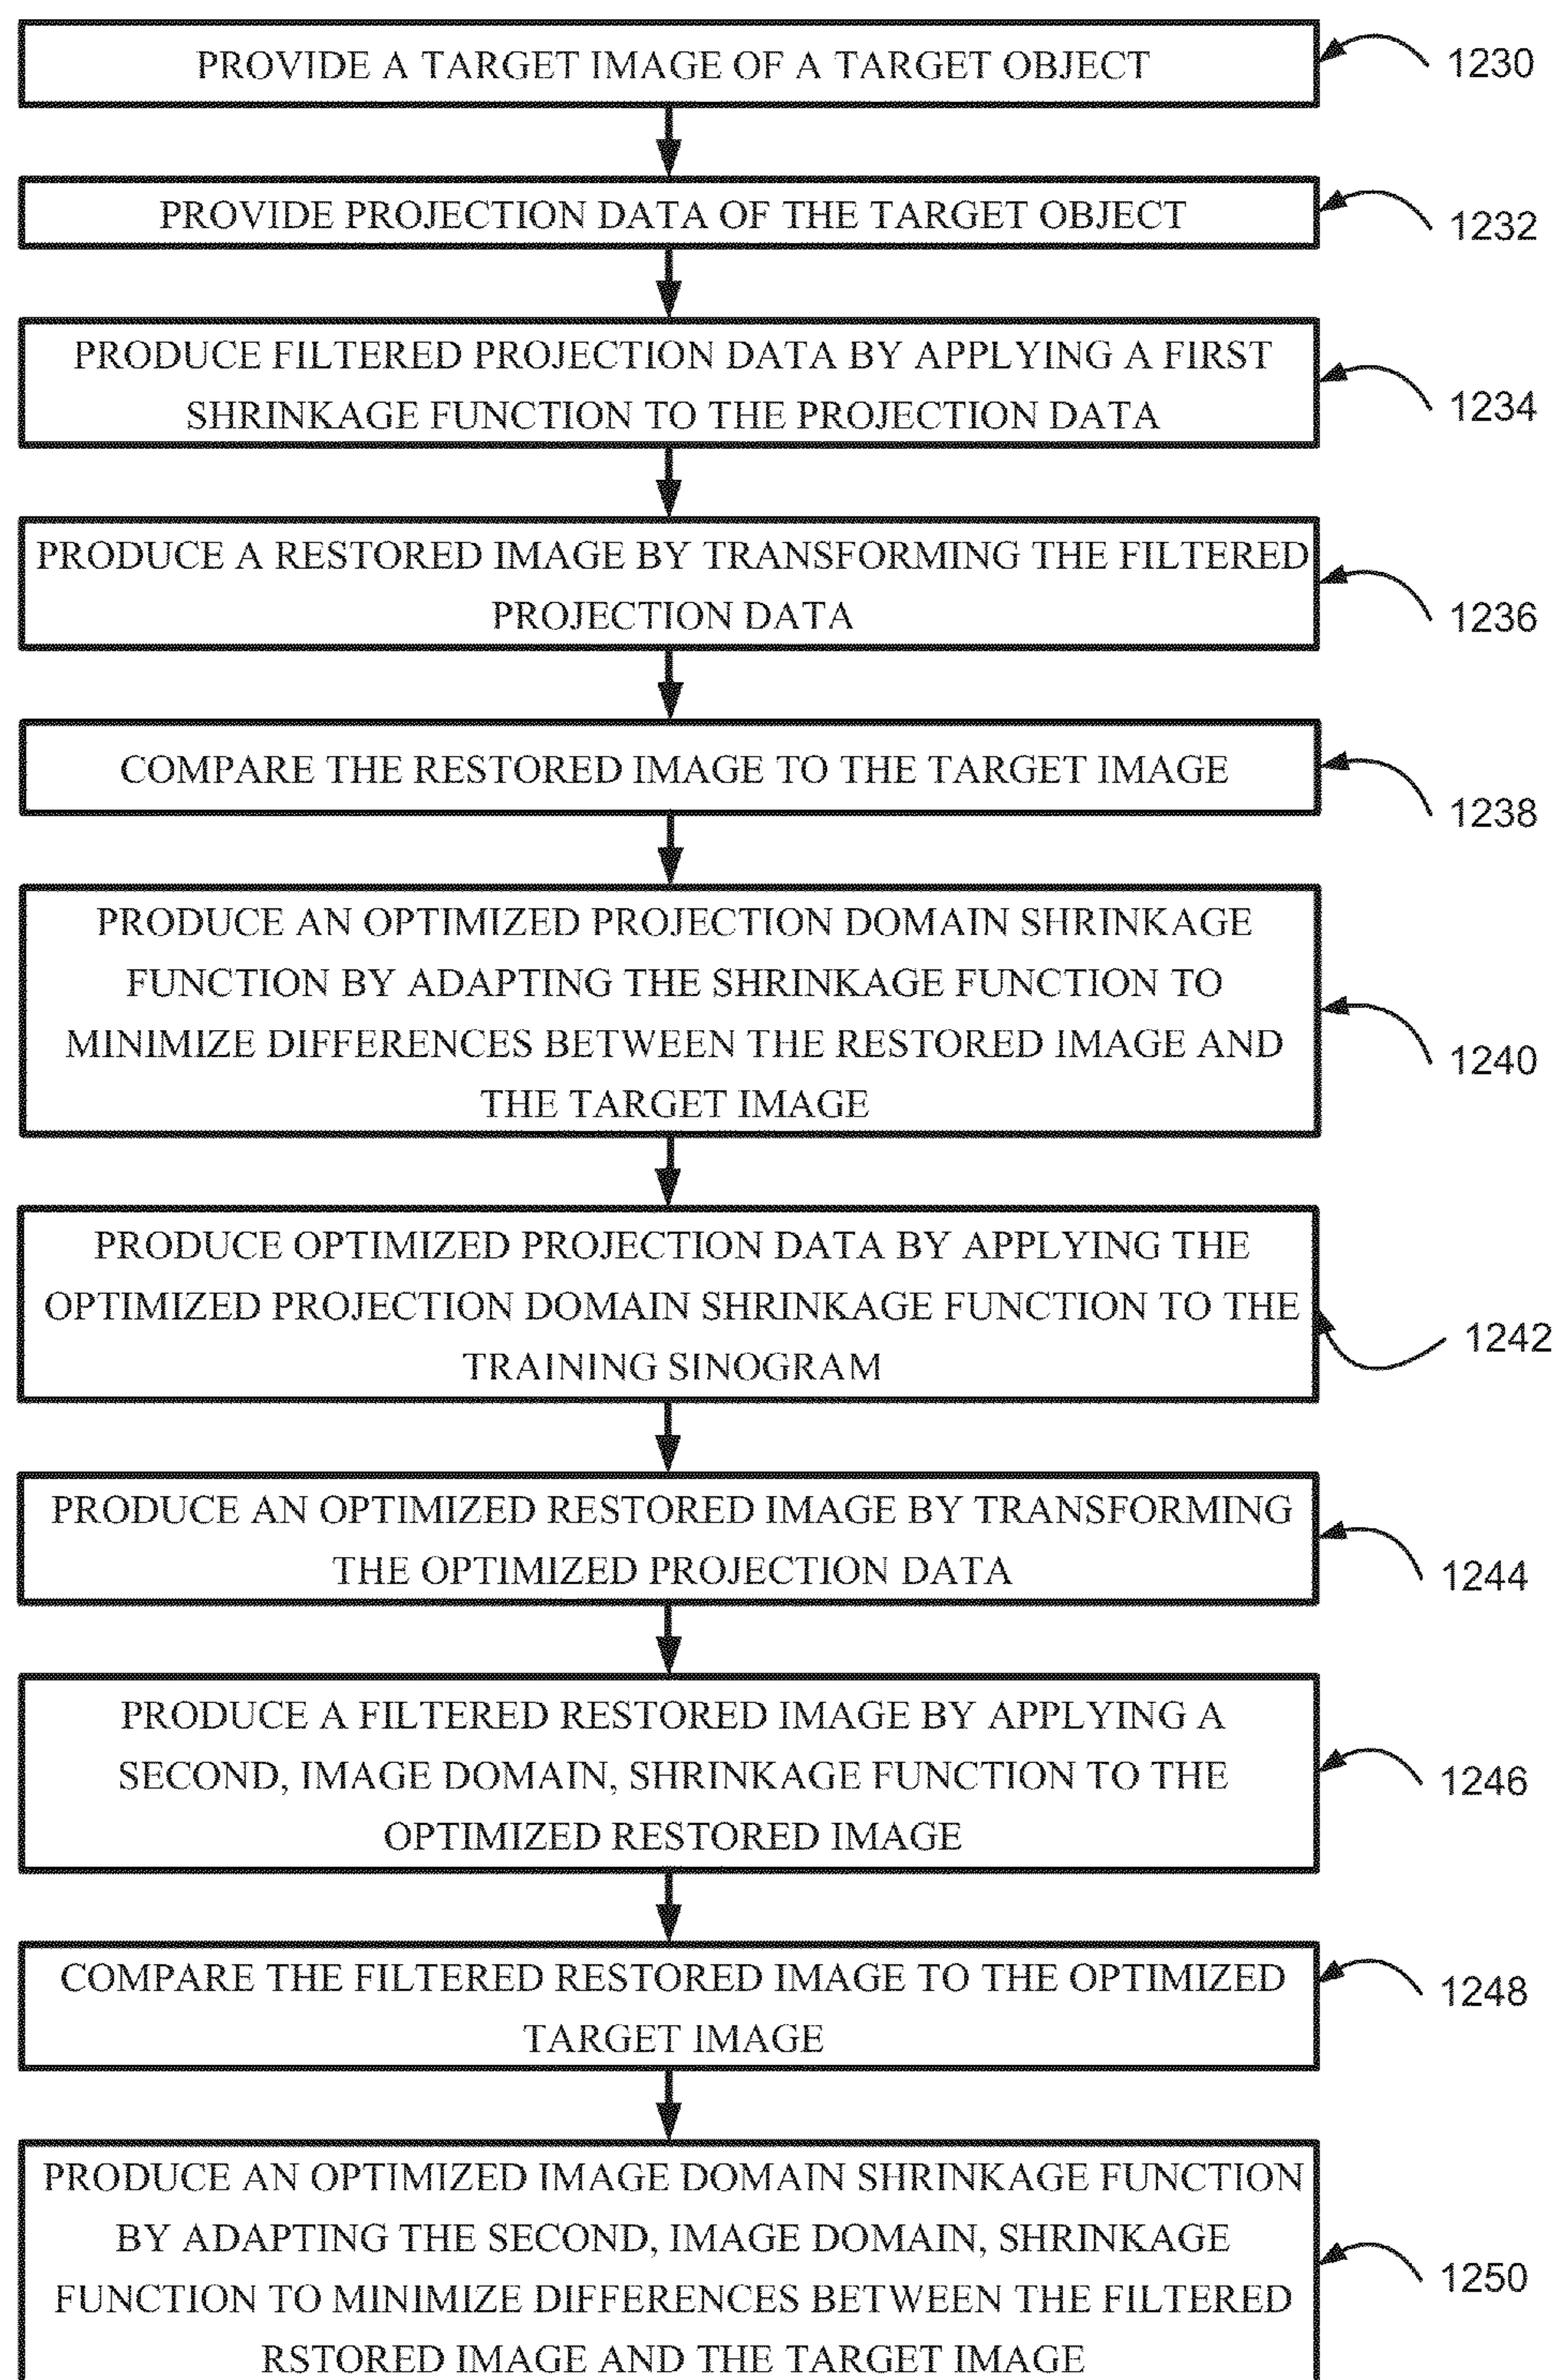 PROVIDE A TARGET IMAGE OF A TARGET OBJECT
1230
PROVIDE PROJECTION DATA OF THE TARGET OBJECT
1232
PRODUCE FILTERED PROJECTION DATA BY APPLYING A FIRST
SHRINKAGE FUNCTION TO THE PROJECTION DATA
1234
PRODUCE A RESTORED IMAGE BY TRANSFORMING THE FILTERED
PROJECTION DATA
1236
COMPARE THE RESTORED IMAGE TO THE TARGET IMAGE
1238
PRODUCE AN OPTIMIZED PROJECTION DOMAIN SHRINKAGE
FUNCTION BY ADAPTING THE SHRINKAGE FUNCTION TO
MINIMIZE DIFFERENCES BETWEEN THE RESTORED IMAGE AND
THE TARGET IMAGE
1240
PRODUCE OPTIMIZED PROJECTION DATA BY APPLYING THE
OPTIMIZED PROJECTION DOMAIN SHRINKAGE FUNCTION TO THE
TRAINING SINOGRAM
1242
PRODUCE AN OPTIMIZED RESTORED IMAGE BY TRANSFORMING
THE OPTIMIZED PROJECTION DATA
1244
PRODUCE A FILTERED RESTORED IMAGE BY APPLYING A
SECOND, IMAGE DOMAIN, SHRINKAGE FUNCTION TO THE
OPTIMIZED RESTORED IMAGE
1246
COMPARE THE FILTERED RESTORED IMAGE TO THE OPTIMIZED
TARGET IMAGE
1248
PRODUCE AN OPTIMIZED IMAGE DOMAIN SHRINKAGE FUNCTION
BY ADAPTING THE SECOND, IMAGE DOMAIN, SHRINKAGE
FUNCTION TO MINIMIZE DIFFERENCES BETWEEN THE FILTERED
RSTORED IMAGE AND THE TARGET IMAGE
1250